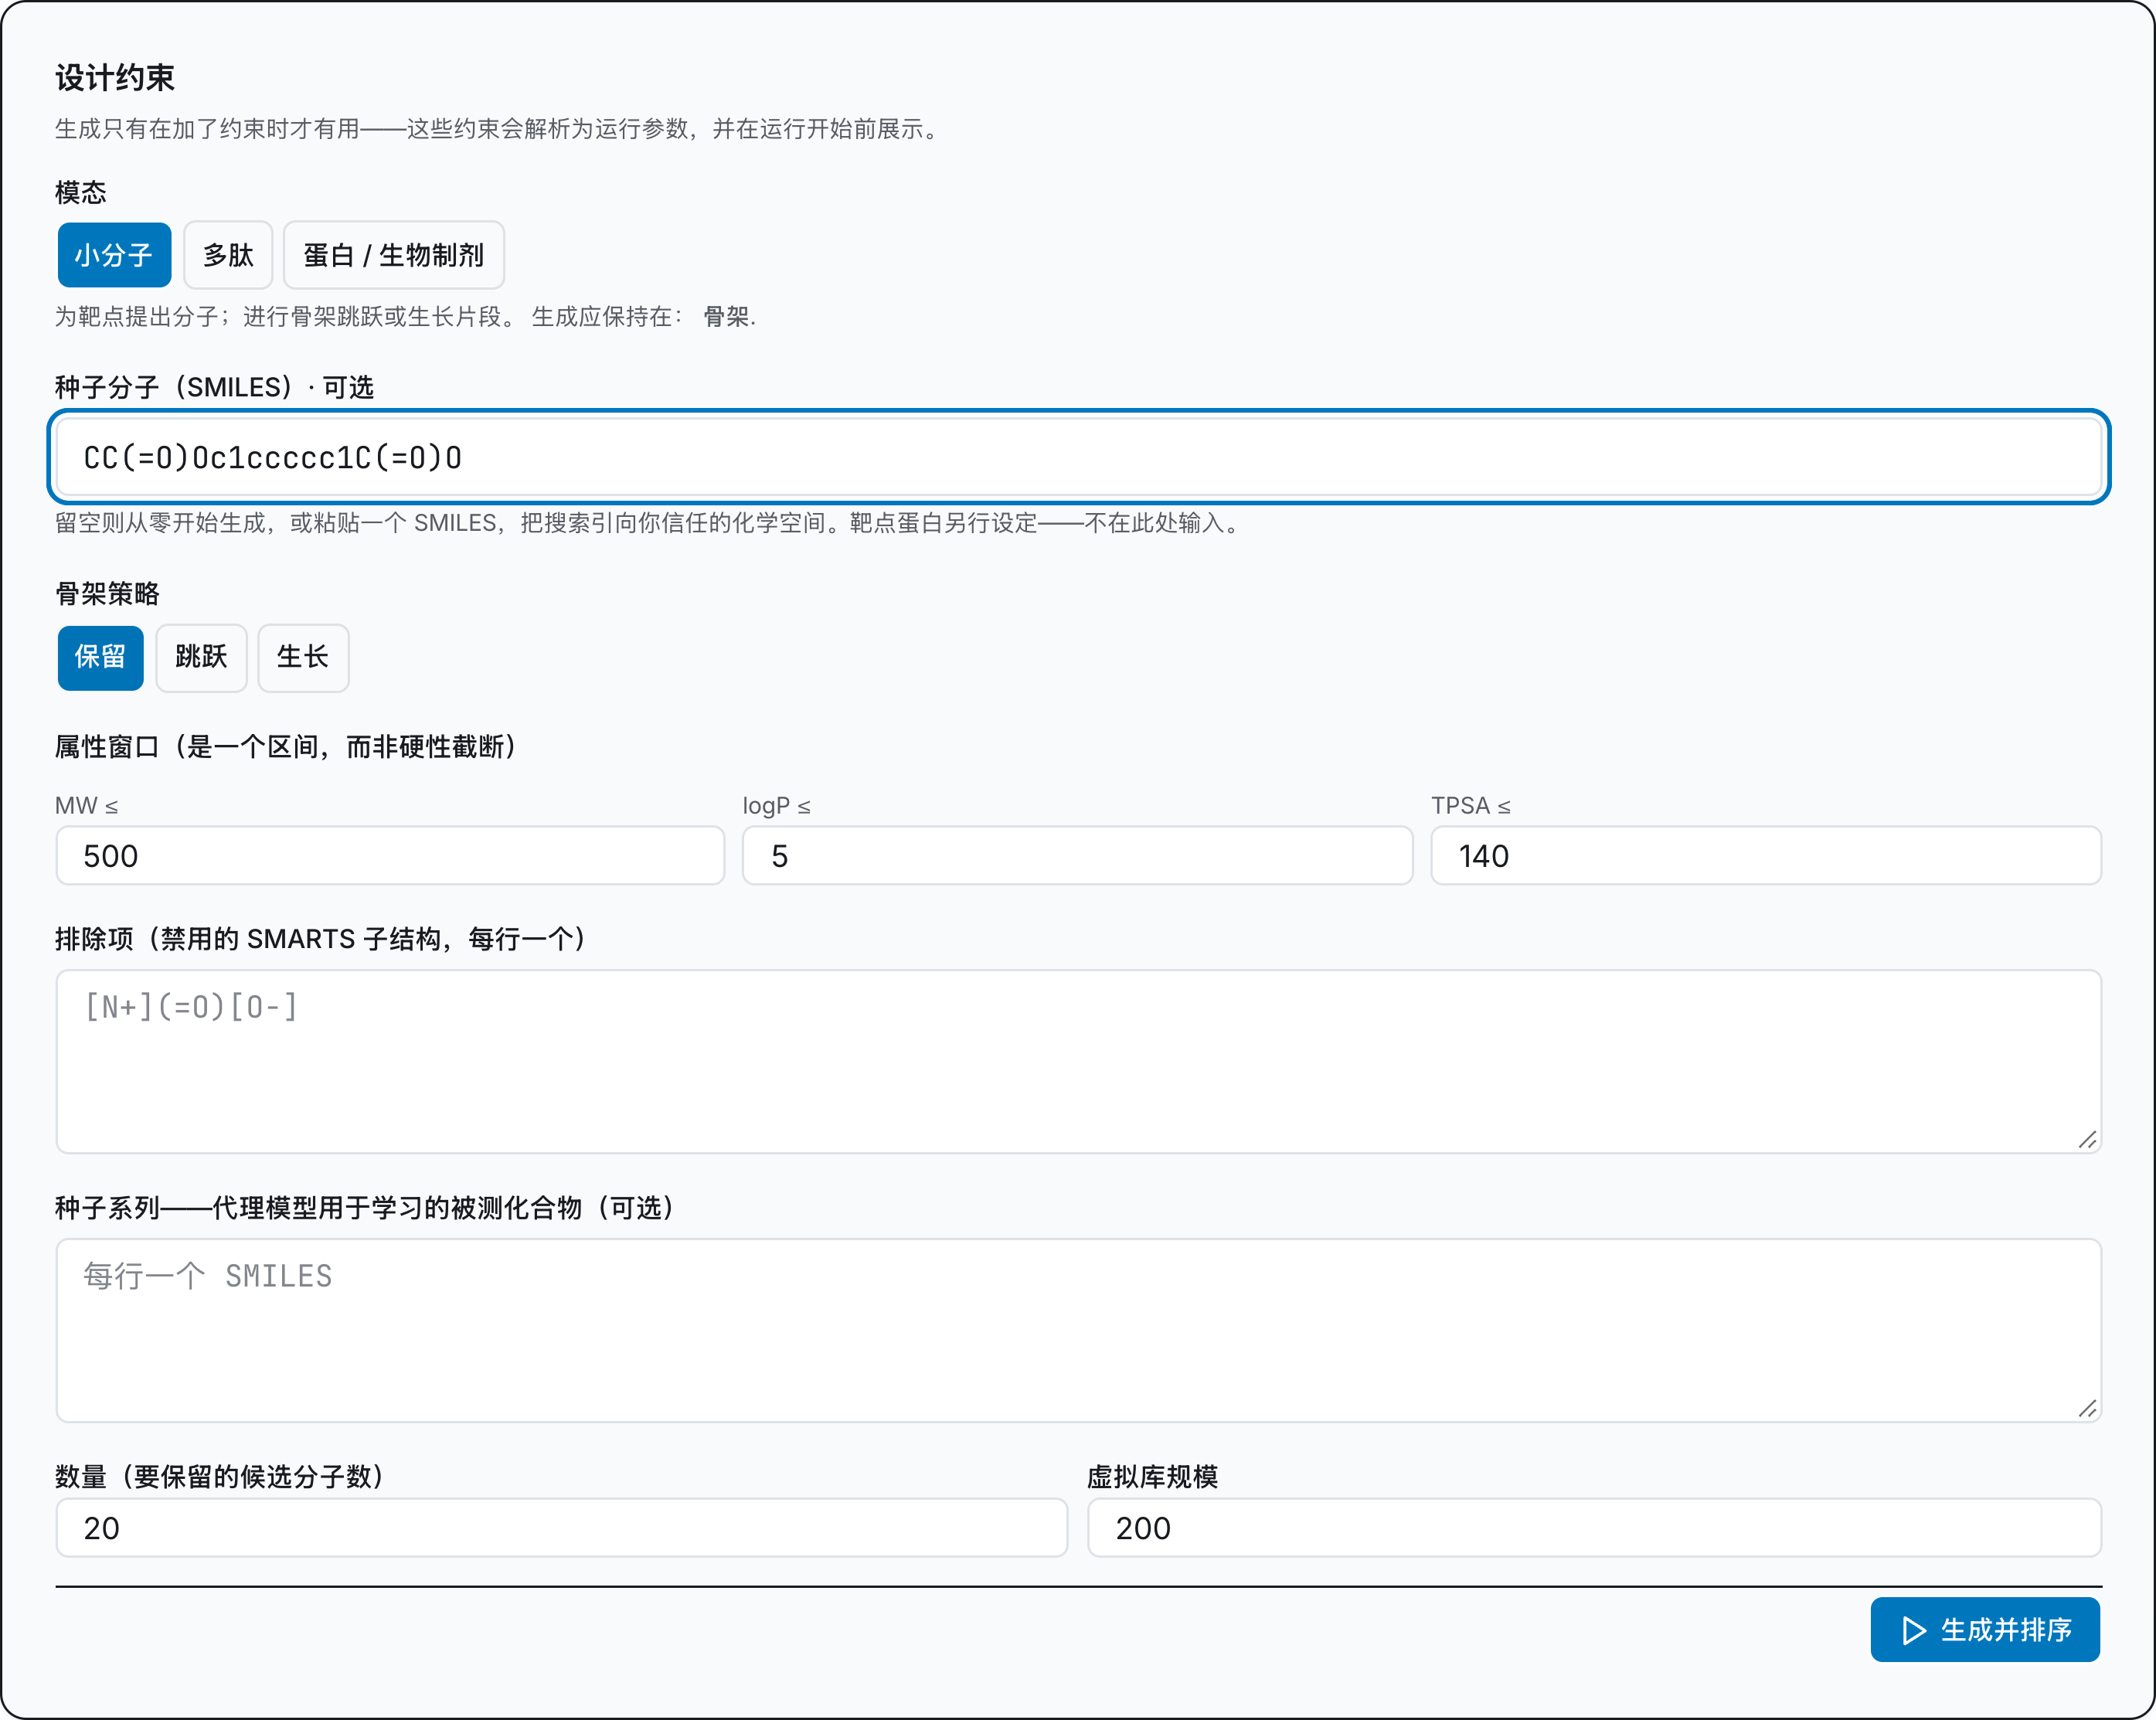 设计约束
生成只有在加了约束时才有用——这些约束会解析为运行参数，并在运行开始前展示。
模态
小分子 多肽 蛋白 / 生物制剂
为靶点提出分子；进行骨架跳跃或生长片段。 生成应保持在： 骨架.
种子分子（SMILES）· 可选
CC(=O)Oc1ccccc1C(=O)O
留空则从零开始生成，或粘贴一个 SMILES，把搜索引向你信任的化学空间。靶点蛋白另行设定——不在此处输入。
骨架策略
保留 跳跃 生长
属性窗口（是一个区间，而非硬性截断）
MW ≤ logP ≤ TPSA ≤
500 5 140
排除项（禁用的 SMARTS 子结构，每行一个）
[N+](=O)[O-]
种子系列——代理模型用于学习的被测化合物（可选）
每行一个 SMILES
数量（要保留的候选分子数） 虚拟库规模
20 200
生成并排序